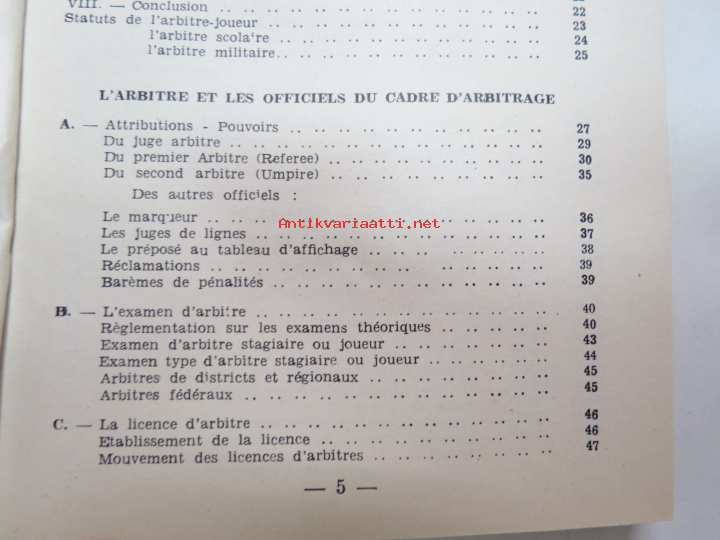 VIII. — Conclusion .. .. .. .. .. .. .. .. .. .. .. 22
Statuts de l'arbitre-joueur .. .. .. .. .. .. .. .. .. 23
l'arbitre scolaire .. .. .. .. .. .. .. .. 24
l'arbitre militaire.. .. .. .. .. .. .. .. 25
L'ARBITRE ET LES OFFICIELS DU CADRE D'ARBITRAGE
A. — Attributions - Pouvoirs .. .. .. .. .. .. .. .. .. 27
Du juge arbitre .. .. .. .. .. .. .. .. .. .. .. 29
Du premier Arbitre (Referee) .. .. .. .. .. .. .. 30
Du second arbitre (Umpire) .. .. .. .. .. .. .. 35
Des autres officiels :
Le marqueur .. .. .. .. .. .. .. .. .. .. .. 36
Antikvariaatti.net
Les juges de lignes .. .. .. .. .. .. .. .. .. .. 37
Le préposé au tableau d'affichage .. .. .. .. .. .. 38
Réclamations .. .. .. .. .. .. .. .. .. .. .. 39
Barèmes de pénalités .. .. .. .. .. .. .. .. .. 39
B. — L'examen d'arbitre .. .. .. .. .. .. .. .. .. .. 40
Règlementation sur les examens théoriques .. .. .. .. 40
Examen d'arbitre stagiaire ou joueur .. .. .. .. .. 43
Examen type d'arbitre stagiaire ou joueur .. .. .. .. 44
Arbitres de districts et régionaux .. .. .. .. .. .. 45
Arbitres fédéraux .. .. .. .. .. .. .. .. .. .. 45
C. — La licence d'arbitre .. .. .. .. .. .. .. .. .. .. 46
Etablissement de la licence .. .. .. .. .. .. .. .. 46
Mouvement des licences d'arbitres .. .. .. .. .. .. 47
— 5 —